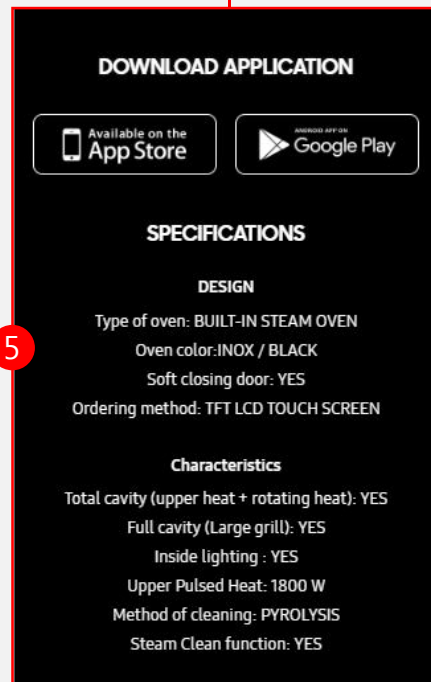 DOWNLOAD APPLICATION
Available on the
App Store
ANDROID APP ON
Google Play
SPECIFICATIONS
DESIGN
Type of oven: BUILT-IN STEAM OVEN
5
Oven color:INOX / BLACK
Soft closing door: YES
Ordering method: TFT LCD TOUCH SCREEN
Characteristics
Total cavity (upper heat + rotating heat): YES
Full cavity (Large grill): YES
Inside lighting : YES
Upper Pulsed Heat: 1800 W
Method of cleaning: PYROLYSIS
Steam Clean function: YES